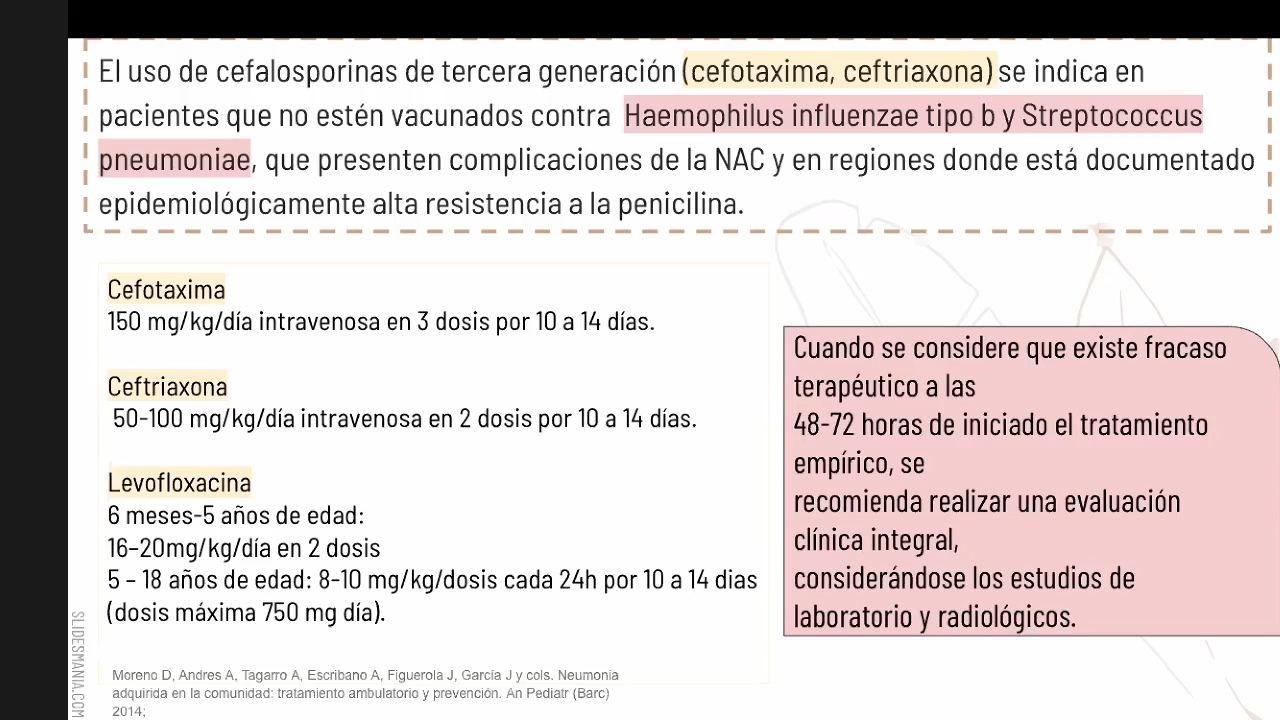 El uso de cefalosporinas de tercera generación (cefotaxima, ceftriaxona) se indica en
pacientes que no estén vacunados contra Haemophilus influenzae tipo b y Streptococcus
pneumoniae, que presenten complicaciones de la NAC y en regiones donde está documentado
epidemiológicamente alta resistencia a la penicilina.
Cefotaxima
150 mg/kg/día intravenosa en 3 dosis por 10 a 14 días.
Ceftriaxona
50-100 mg/kg/día intravenosa en 2 dosis por 10 a 14 días.
Levofloxacina
6 meses-5 años de edad:
16–20mg/kg/día en 2 dosis
5 – 18 años de edad: 8-10 mg/kg/dosis cada 24h por 10 a 14 dias
(dosis máxima 750 mg día).
Cuando se considere que existe fracaso
terapéutico a las
48-72 horas de iniciado el tratamiento
empírico, se
recomienda realizar una evaluación
clínica integral,
considerándose los estudios de
laboratorio y radiológicos.
Moreno D, Andres A, Tagarro A, Escribano A, Figuerola J, García J y cols. Neumonia
adquirida en la comunidad: tratamiento ambulatorio y prevención. An Pediatr (Barc)
2014;
SLIDESMANIA.COM